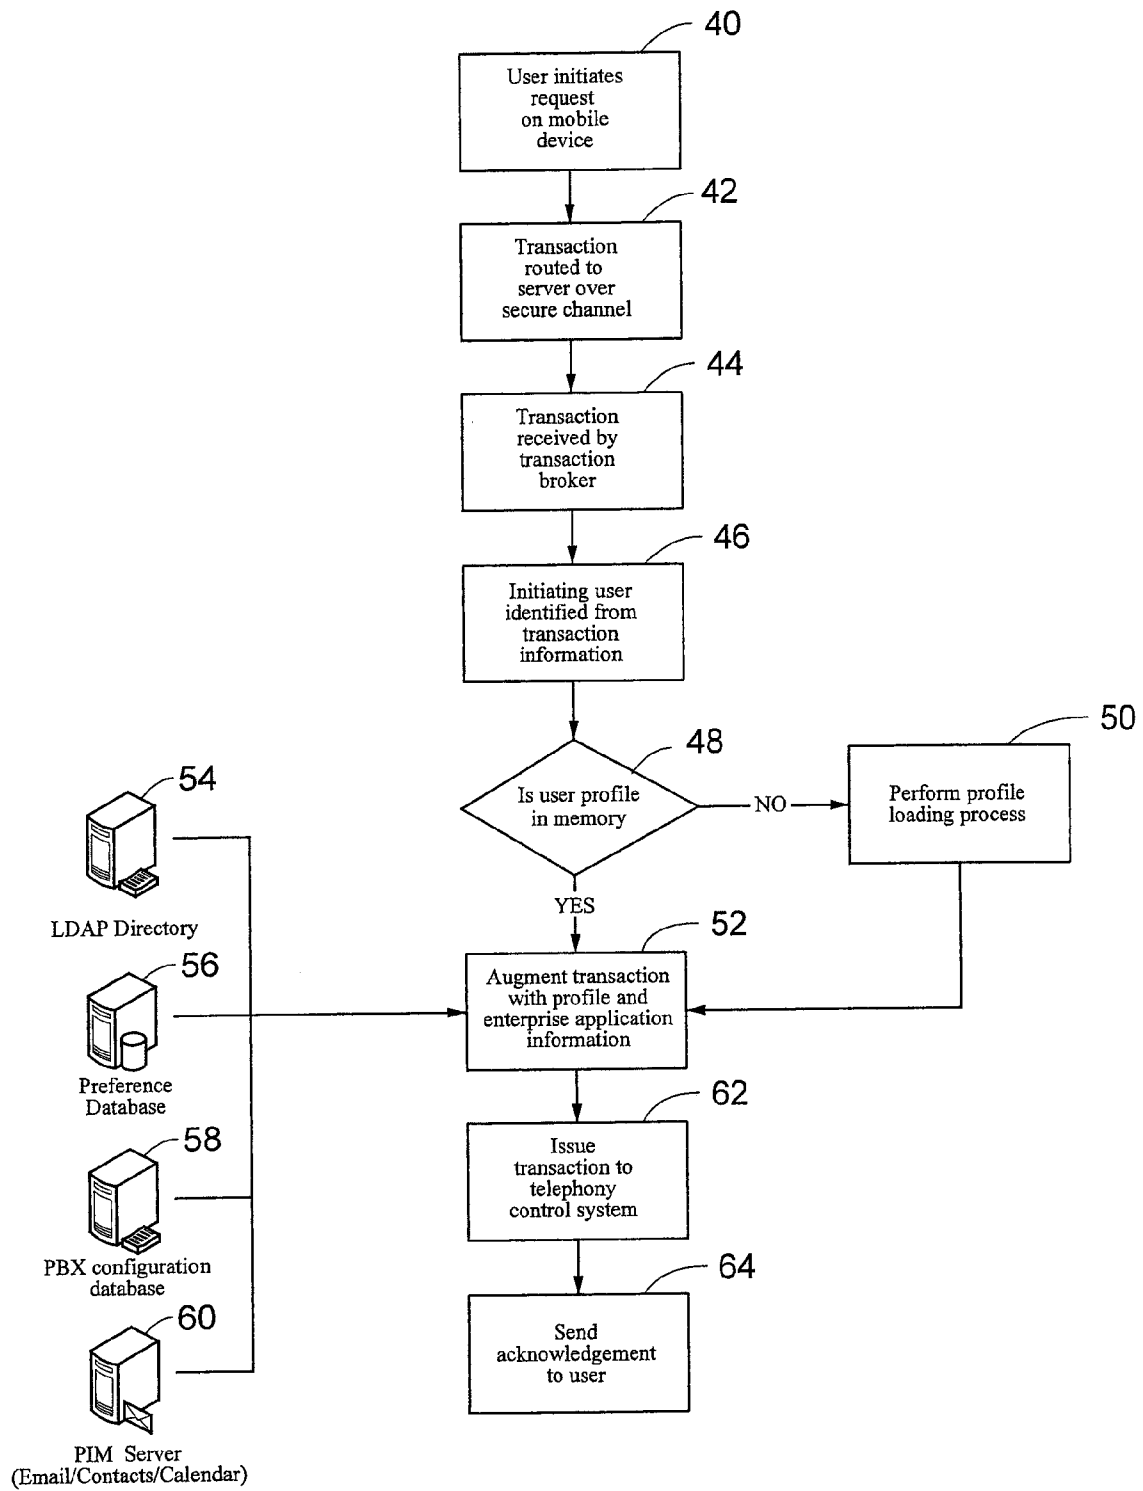 40
User initiates
request
on mobile
device
42
Transaction
routed to
server over
secure channel
44
Transaction
received by
transaction
broker
46
Initiating user
identified from
transaction
information
48
Is user profile
in memory
NO
50
Perform profile
loading process
YES
52
Augment transaction
with profile and
enterprise application
information
54
LDAP Directory
56
Preference
Database
58
PBX configuration
database
60
PIM Server
(Email/Contacts/Calendar)
62
Issue
transaction to
telephony
control system
64
Send
acknowledgement
to user